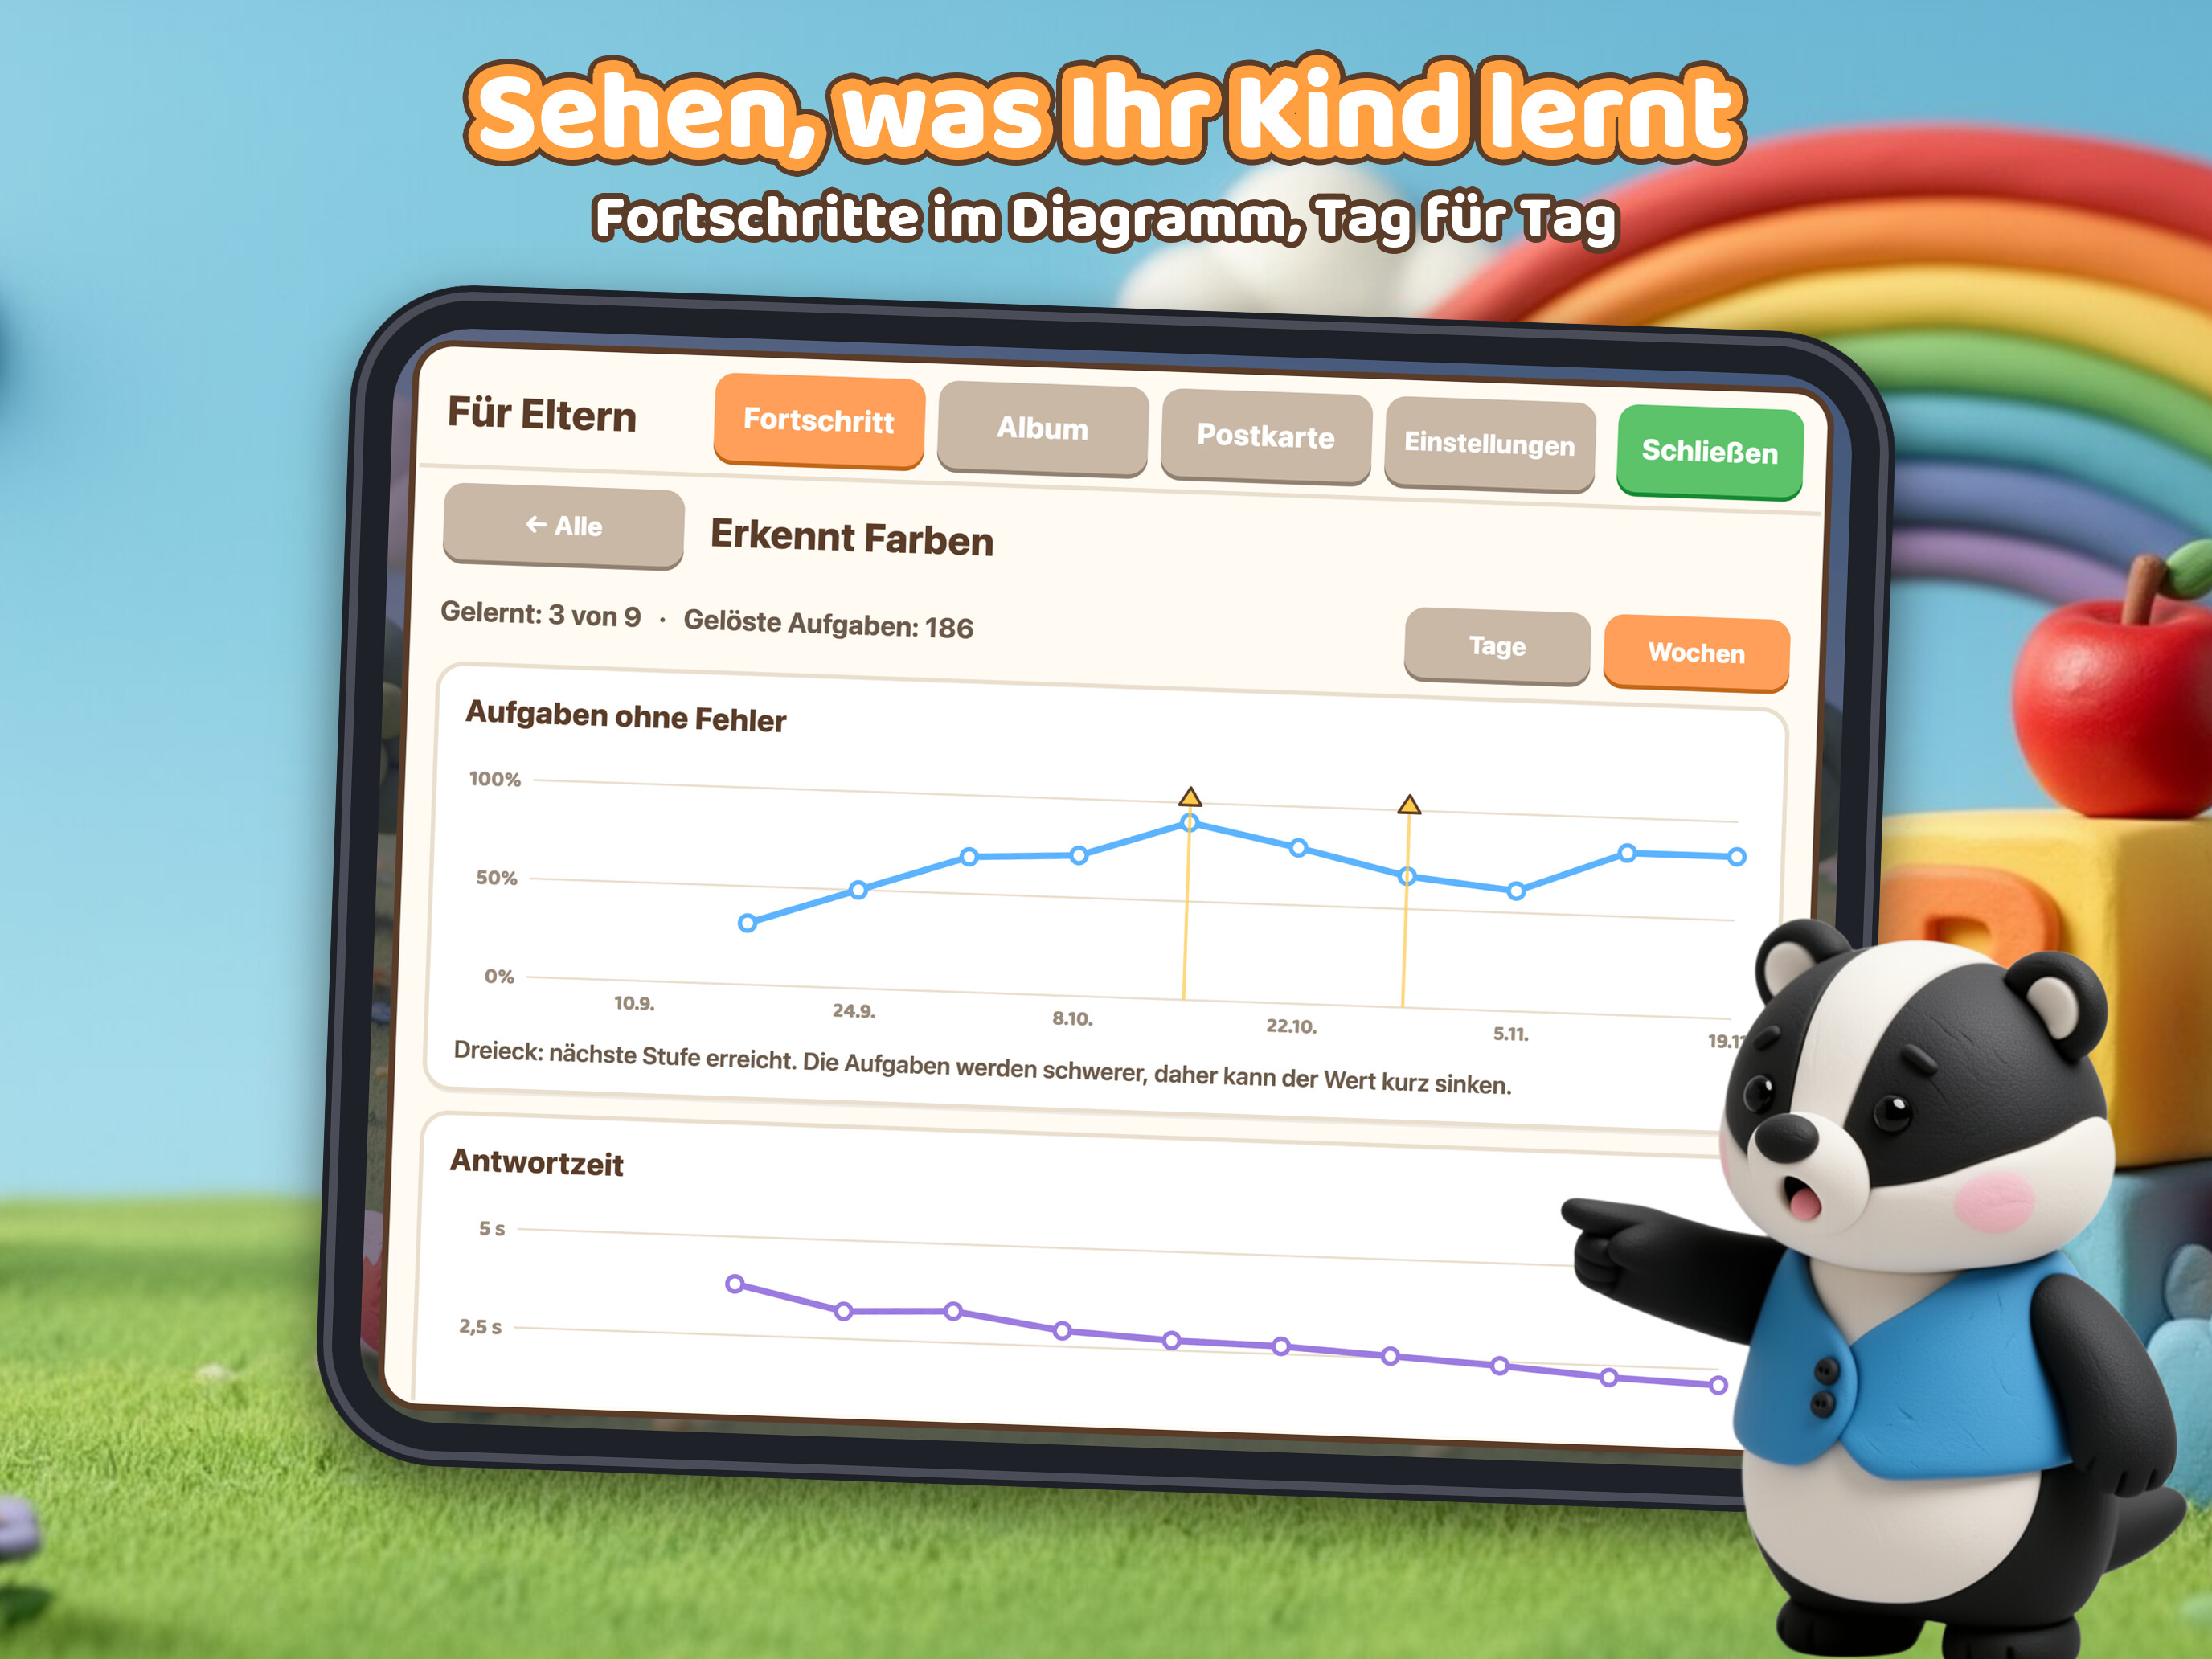 Sehen, was Ihr Kind lernt
Fortschritte im Diagramm, Tag für Tag
Für Eltern
Fortschritt
Album
Postkarte
Einstellungen
Schließen
← Alle
Erkennt Farben
Gelernt: 3 von 9 · Gelöste Aufgaben: 186
Tage
Wochen
Aufgaben ohne Fehler
100%
50%
0%
10.9.
24.9.
8.10.
22.10.
5.11.
Dreieck: nächste Stufe erreicht. Die Aufgaben werden schwerer, daher kann der Wert kurz sinken.
Antwortzeit
5 s
2,5 s